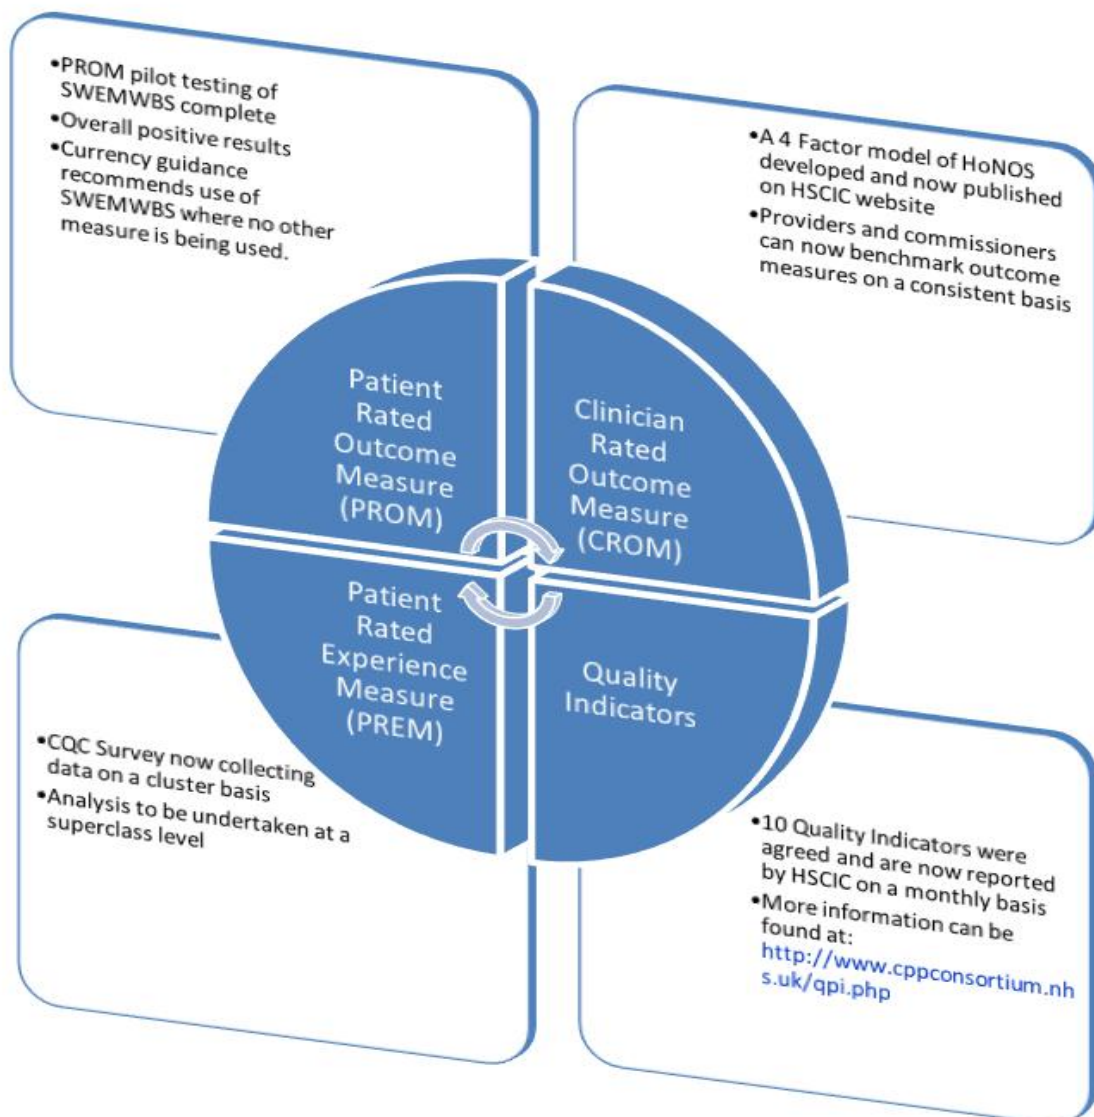 •PROM pilot testing of
SWEMWBS complete
•Overall positive results
•Currency guidance
recommends use of
SWEMWBS where no other
measure is being used.
•A 4 Factor model of HoNOS
developed and now published
on HSCIC website
•Providers and commissioners
can now benchmark outcome
measures on a consistent basis
Patient
Rated
Outcome
Measure
(PROM)
Clinician
Rated
Outcome
Measure
(CROM)
Patient
Rated
Experience
Measure
(PREM)
Quality
Indicators
•CQC Survey now collecting
data on a cluster basis
•Analysis to be undertaken at a
superclass level
•10 Quality Indicators were
agreed and are now reported
by HSCIC on a monthly basis
•More information can be
found at:
http://www.cppconsortium.nh
s.uk/qpi.php